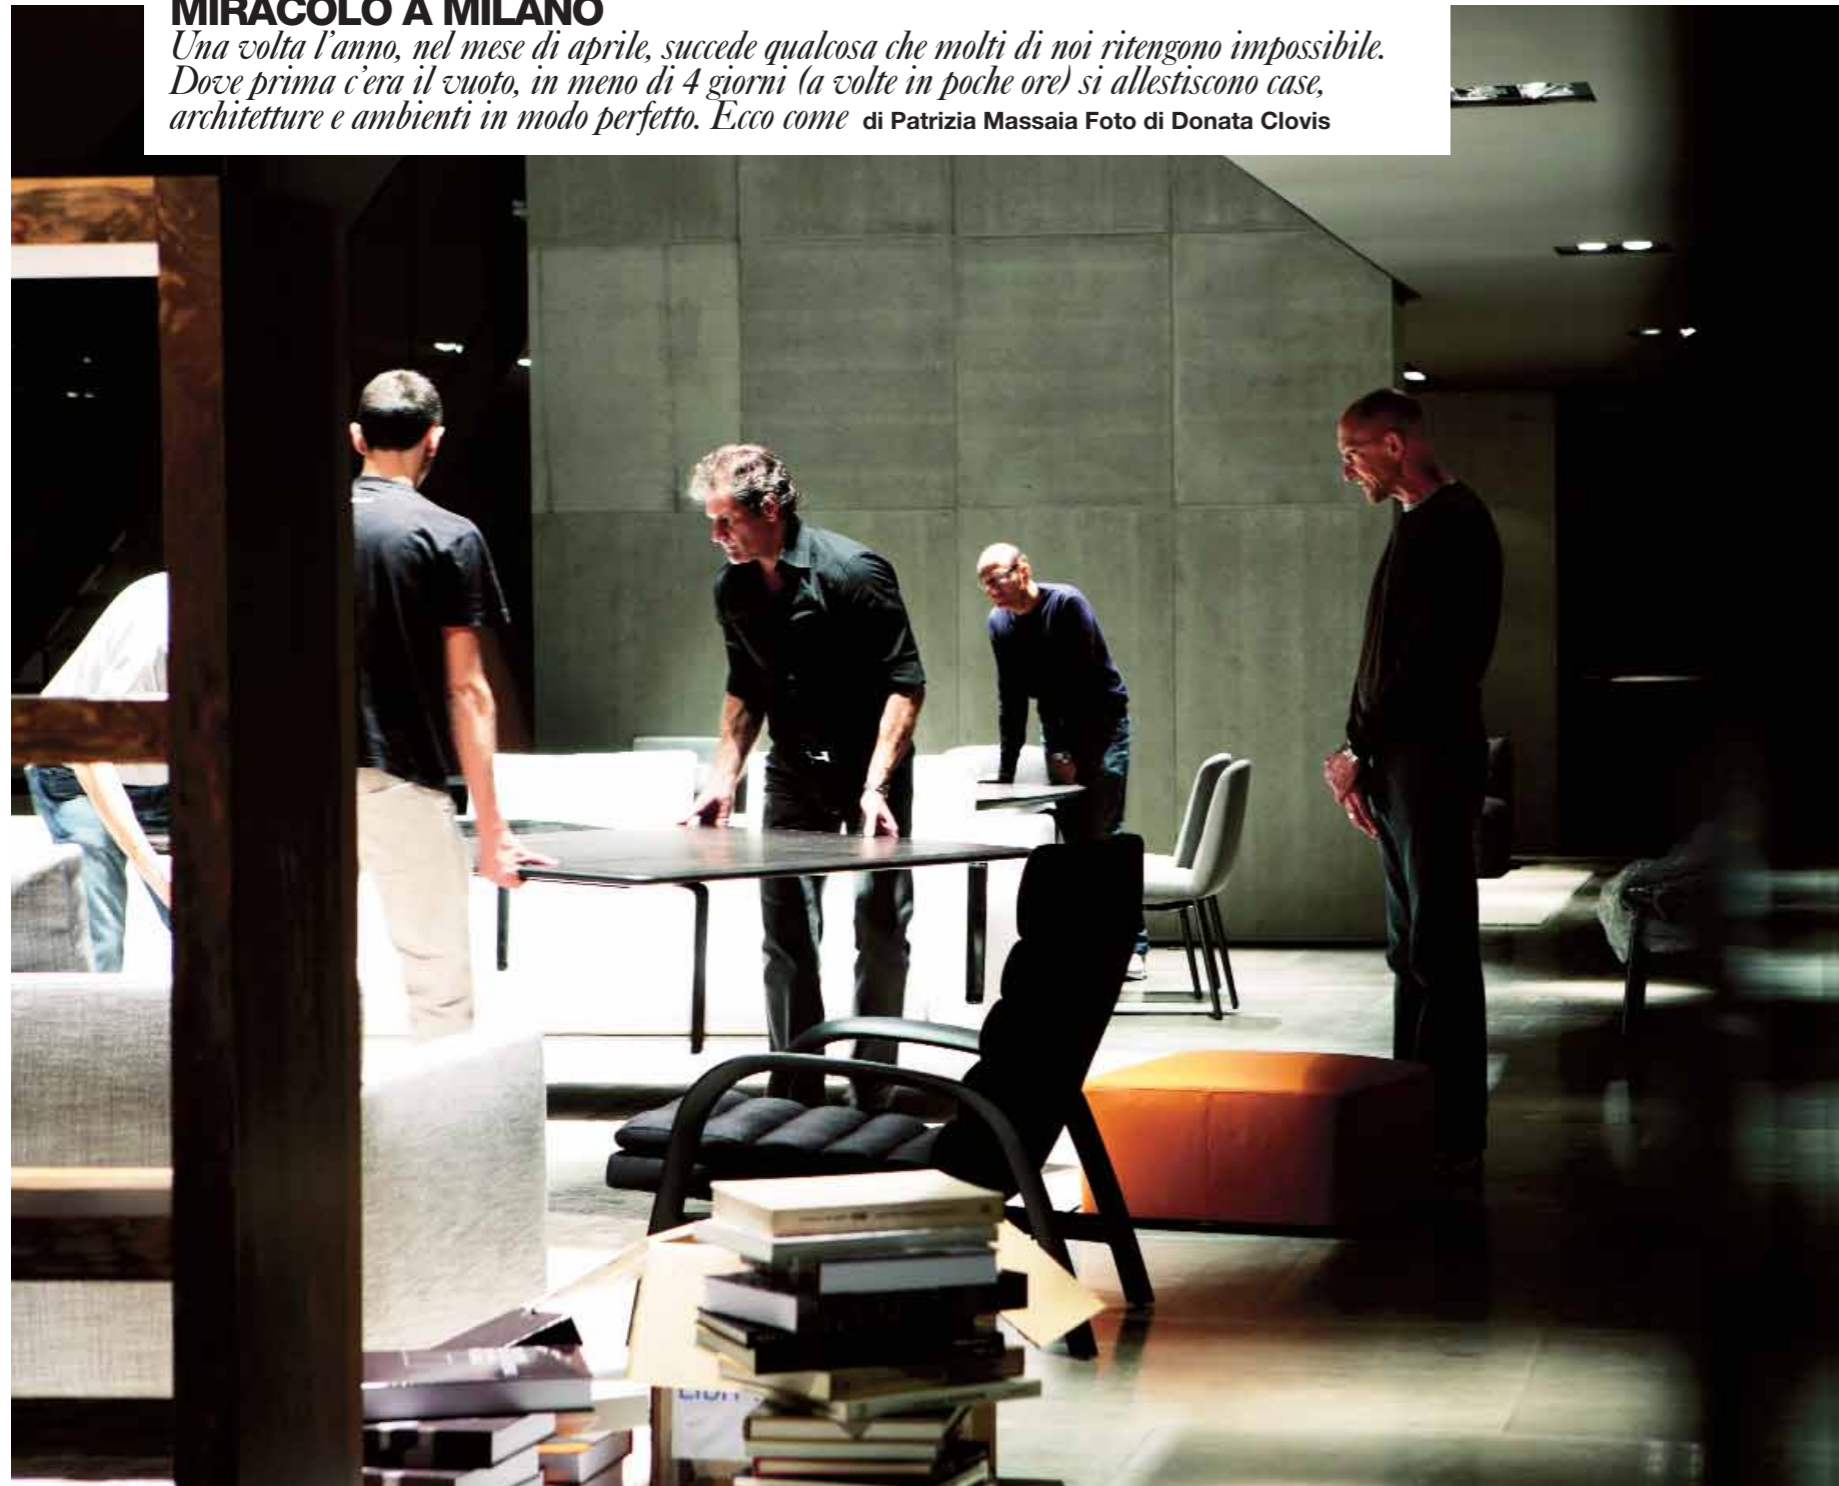 MIRACOLO A MILANO
Una volta l'anno, nel mese di aprile, succede qualcosa che molti di noi ritengono impossibile.
Dove prima c'era il vuoto, in meno di 4 giorni (a volte in poche ore) si allestiscono case,
architetture e ambienti in modo perfetto. Ecco come di Patrizia Massaia Foto di Donata Clovis